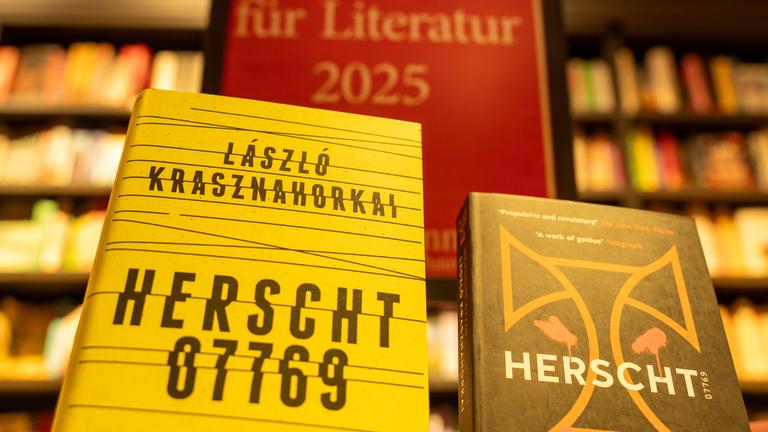 für Literatur
2025
LÁSZLÓ
KRASZNAHORKAI
HERSCHT
07769
'Propulsive and revelatory' The New York Times
'A work of genius' Telegraph
HERSCHT
07769